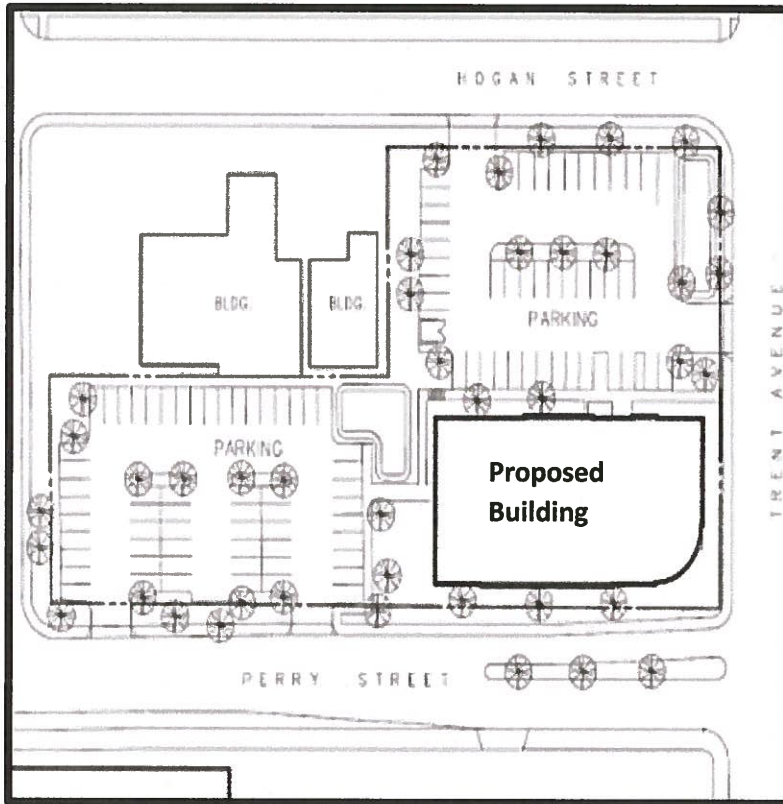 HOGAN STREET
BLDG.
BLDG.
PARKING
TRENT AVENUE
PARKING
Proposed
Building
PERRY STREET